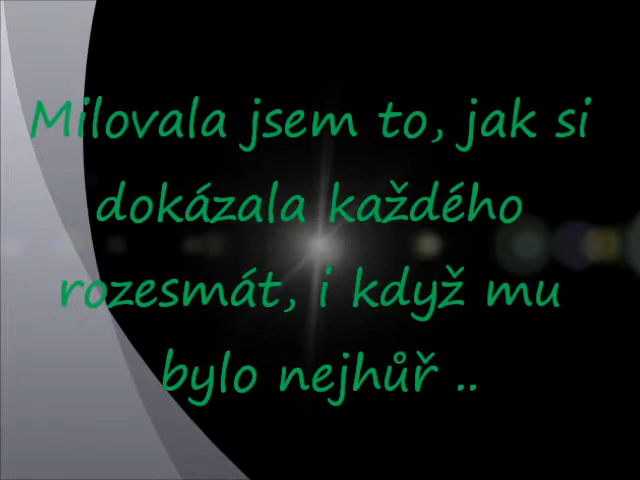 Milovala jsem to, jak si
dokázala každého
rozesmát, i když mu
bylo nejhůř ..